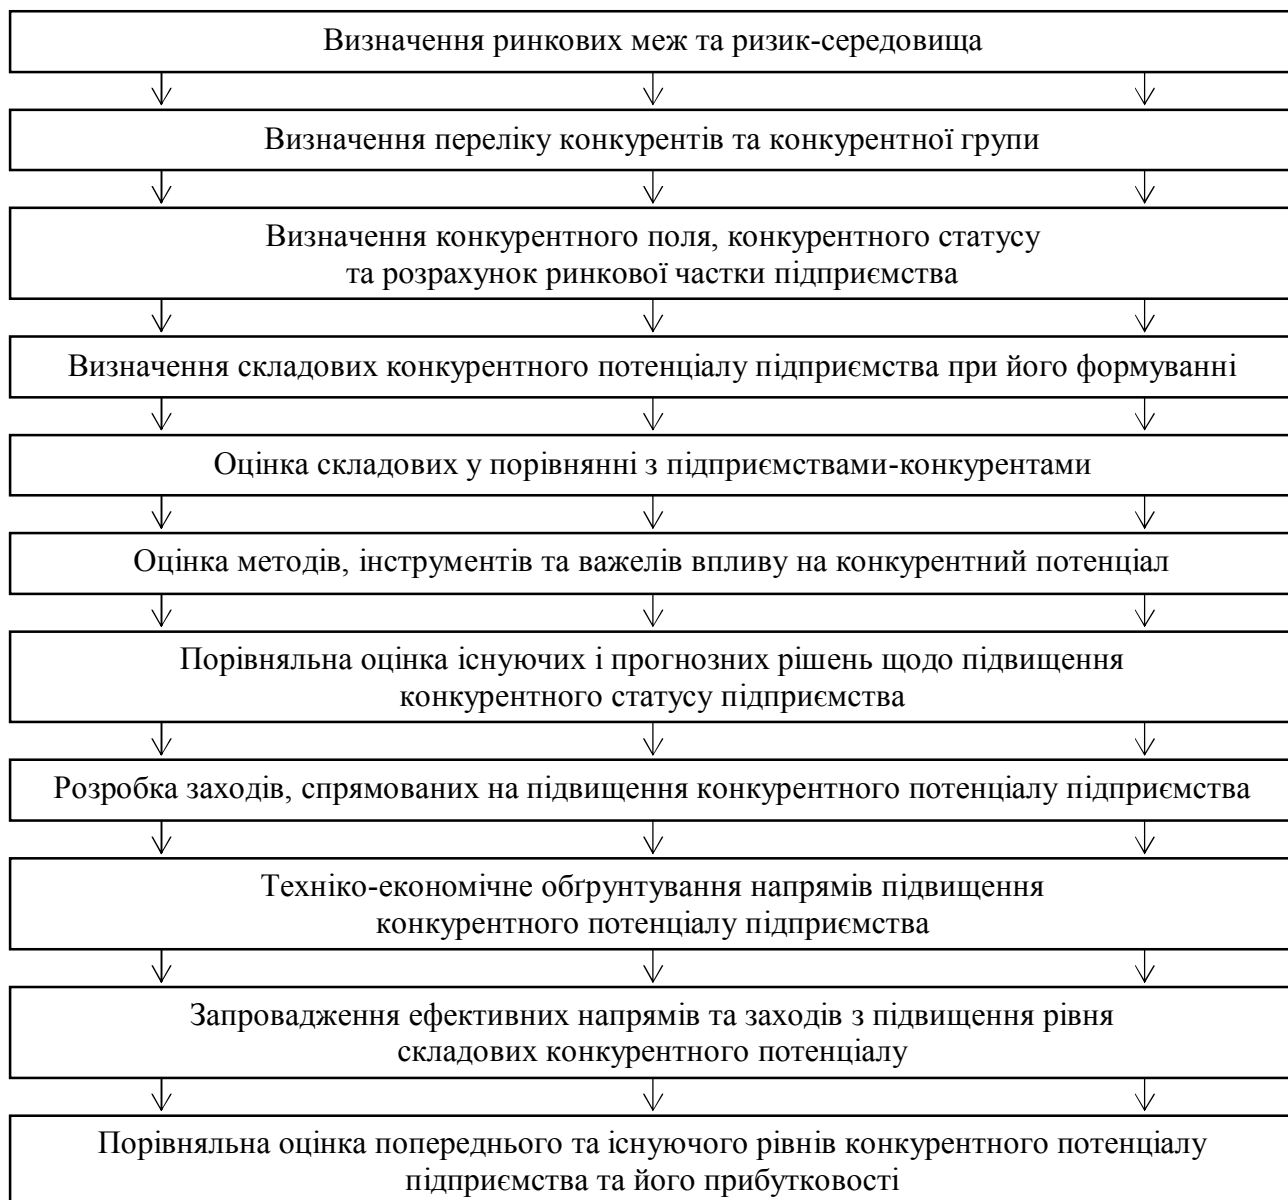 Визначення ринкових меж та ризик-середовища
Визначення переліку конкурентів та конкурентної групи
Визначення конкурентного поля, конкурентного статусу
та розрахунок ринкової частки підприємства
Визначення складових конкурентного потенціалу підприємства при його формуванні
Оцінка складових у порівнянні з підприємствами-конкурентами
Оцінка методів, інструментів та важелів впливу на конкурентний потенціал
Порівняльна оцінка існуючих і прогнозних рішень щодо підвищення
конкурентного статусу підприємства
Розробка заходів, спрямованих на підвищення конкурентного потенціалу підприємства
Техніко-економічне обґрунтування напрямів підвищення
конкурентного потенціалу підприємства
Запровадження ефективних напрямів та заходів з підвищення рівня
складових конкурентного потенціалу
Порівняльна оцінка попереднього та існуючого рівнів конкурентного потенціалу
підприємства та його прибутковості